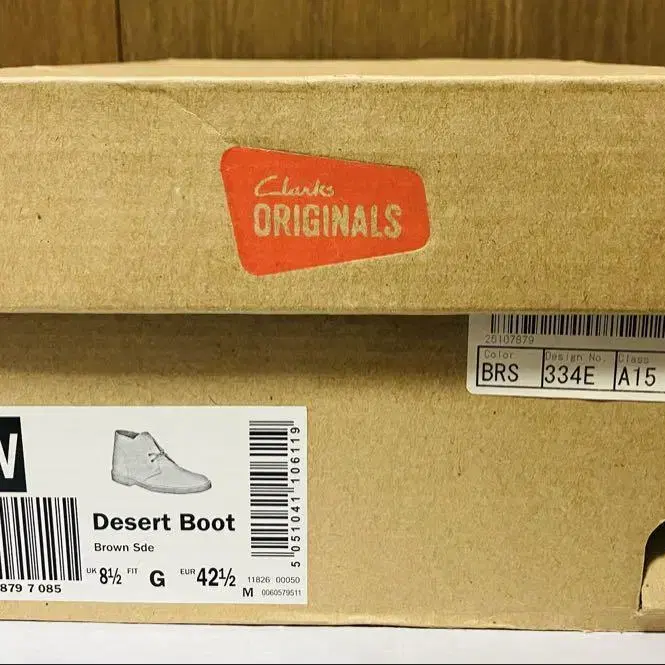 Clarks
ORIGINALS
26107879
Color Design No. Class
BRS 334E A15
Desert Boot
Brown Sde
UK 8½ FIT G EUR 42½
5 051041 106119
11826 00050
M 0060579511
879 7 085